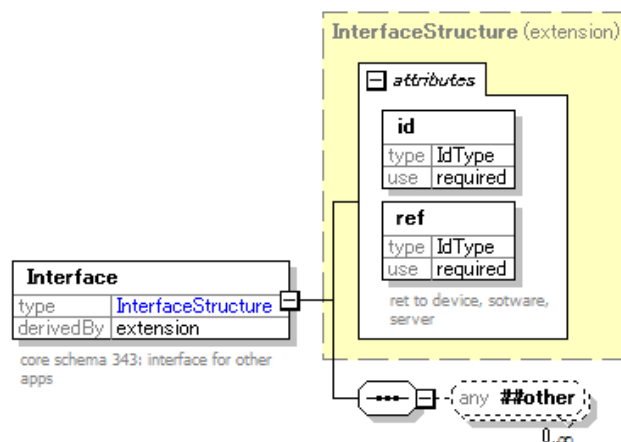 InterfaceStructure (extension)
attributes
id
type IdType
use required
ref
type IdType
use required
ret to device, sotware,
server
Interface
type InterfaceStructure
derivedBy extension
core schema 343: interface for other
apps
any ##other
0..∞